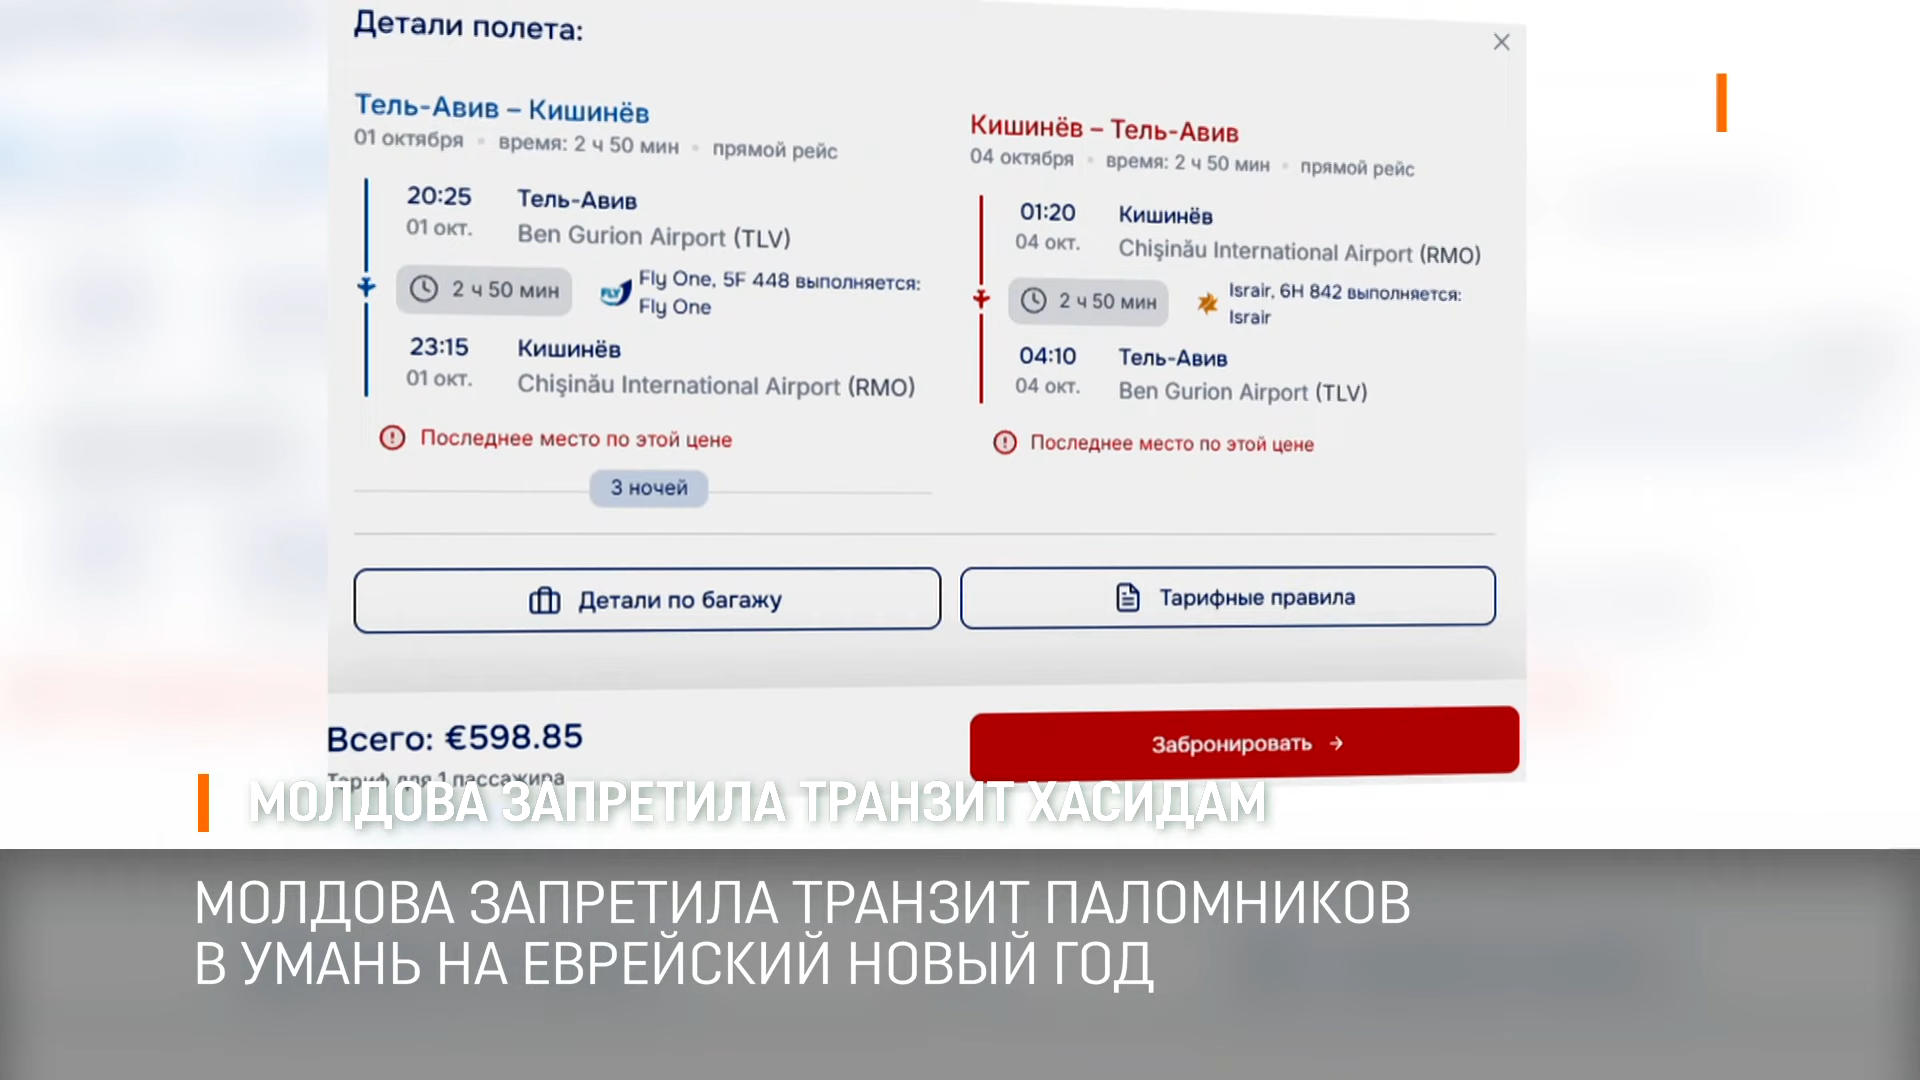 Детали полета:
Тель-Авив – Кишинёв
01 октября • время: 2 ч 50 мин • прямой рейс
20:25 Тель-Авив
01 окт. Ben Gurion Airport (TLV)
2 ч 50 мин
FLY
Fly One, 5F 448 выполняется:
Fly One
23:15 Кишинёв
01 окт. Chişinău International Airport (RMO)
Последнее место по этой цене
3 ночей
Кишинёв – Тель-Авив
04 октября • время: 2 ч 50 мин • прямой рейс
01:20 Кишинёв
04 окт. Chişinău International Airport (RMO)
2 ч 50 мин
Israir, 6H 842 выполняется:
Israir
04:10 Тель-Авив
04 окт. Ben Gurion Airport (TLV)
Последнее место по этой цене
Детали по багажу
Тарифные правила
Всего: €598.85
Тариф для 1 пассажира
Забронировать →
МОЛДОВА ЗАПРЕТИЛА ТРАНЗИТ ХАСИДАМ
МОЛДОВА ЗАПРЕТИЛА ТРАНЗИТ ПАЛОМНИКОВ
В УМАНЬ НА ЕВРЕЙСКИЙ НОВЫЙ ГОД